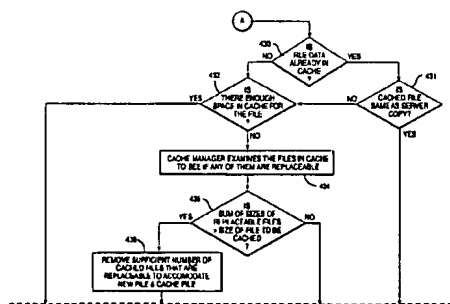 A
430
IS
FILE DATA
ALREADY IN
CACHE
?
NO
YES
432
IS
THERE ENOUGH
SPACE IN CACHE FOR
THE FILE
?
YES
NO
431
IS
CACHED FILE
SAME AS SERVER
COPY?
NO
YES
CACHE MANAGER EXAMINES THE FILES IN CACHE
TO SEE IF ANY OF THEM ARE REPLACEABLE
434
IS
SUM OF SIZES OF
REPLACEABLE FILES
> SIZE OF FILE TO BE
CACHED
?
YES
NO
REMOVE SUFFICIENT NUMBER OF
CACHED FILES THAT ARE
REPLACEABLE TO ACCOMODATE
NEW FILE & CACHE FILE